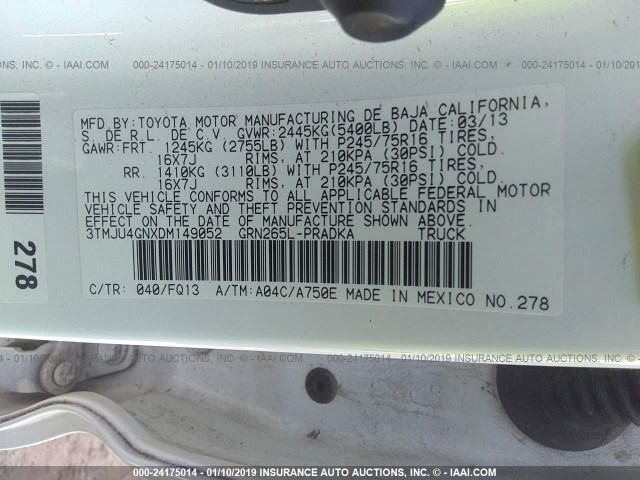 000-24175014 - 01/10/2019 INSURANCE AUTO AUCTIONS, INC. - © IAAI.COM
MFD.BY:TOYOTA MOTOR MANUFACTURING DE BAJA CALIFORNIA,
S. DE R.L. DE C.V. GVWR:2445KG(5400LB) DATE:03/13
GAWR:FRT. 1245KG (2755LB) WITH P245/75R16 TIRES,
16X7J RIMS, AT 210KPA (30PSI) COLD.
RR. 1410KG (3110LB) WITH P245/75R16 TIRES,
16X7J RIMS, AT 210KPA (30PSI) COLD.
THIS VEHICLE CONFORMS TO ALL APPLICABLE FEDERAL MOTOR
VEHICLE SAFETY AND THEFT PREVENTION STANDARDS IN
EFFECT ON THE DATE OF MANUFACTURE SHOWN ABOVE.
3TMJU4GNXDM149052 GRN265L-PRADKA TRUCK
C/TR: 040/FQ13 A/TM:A04C/A750E MADE IN MEXICO NO.278
278
000-24175014 - 01/10/2019 INSURANCE AUTO AUCTIONS, INC. - © IAAI.COM
000-24175014 - 01/10/2019 INSURANCE AUTO AUCTIONS, INC. - © IAAI.COM